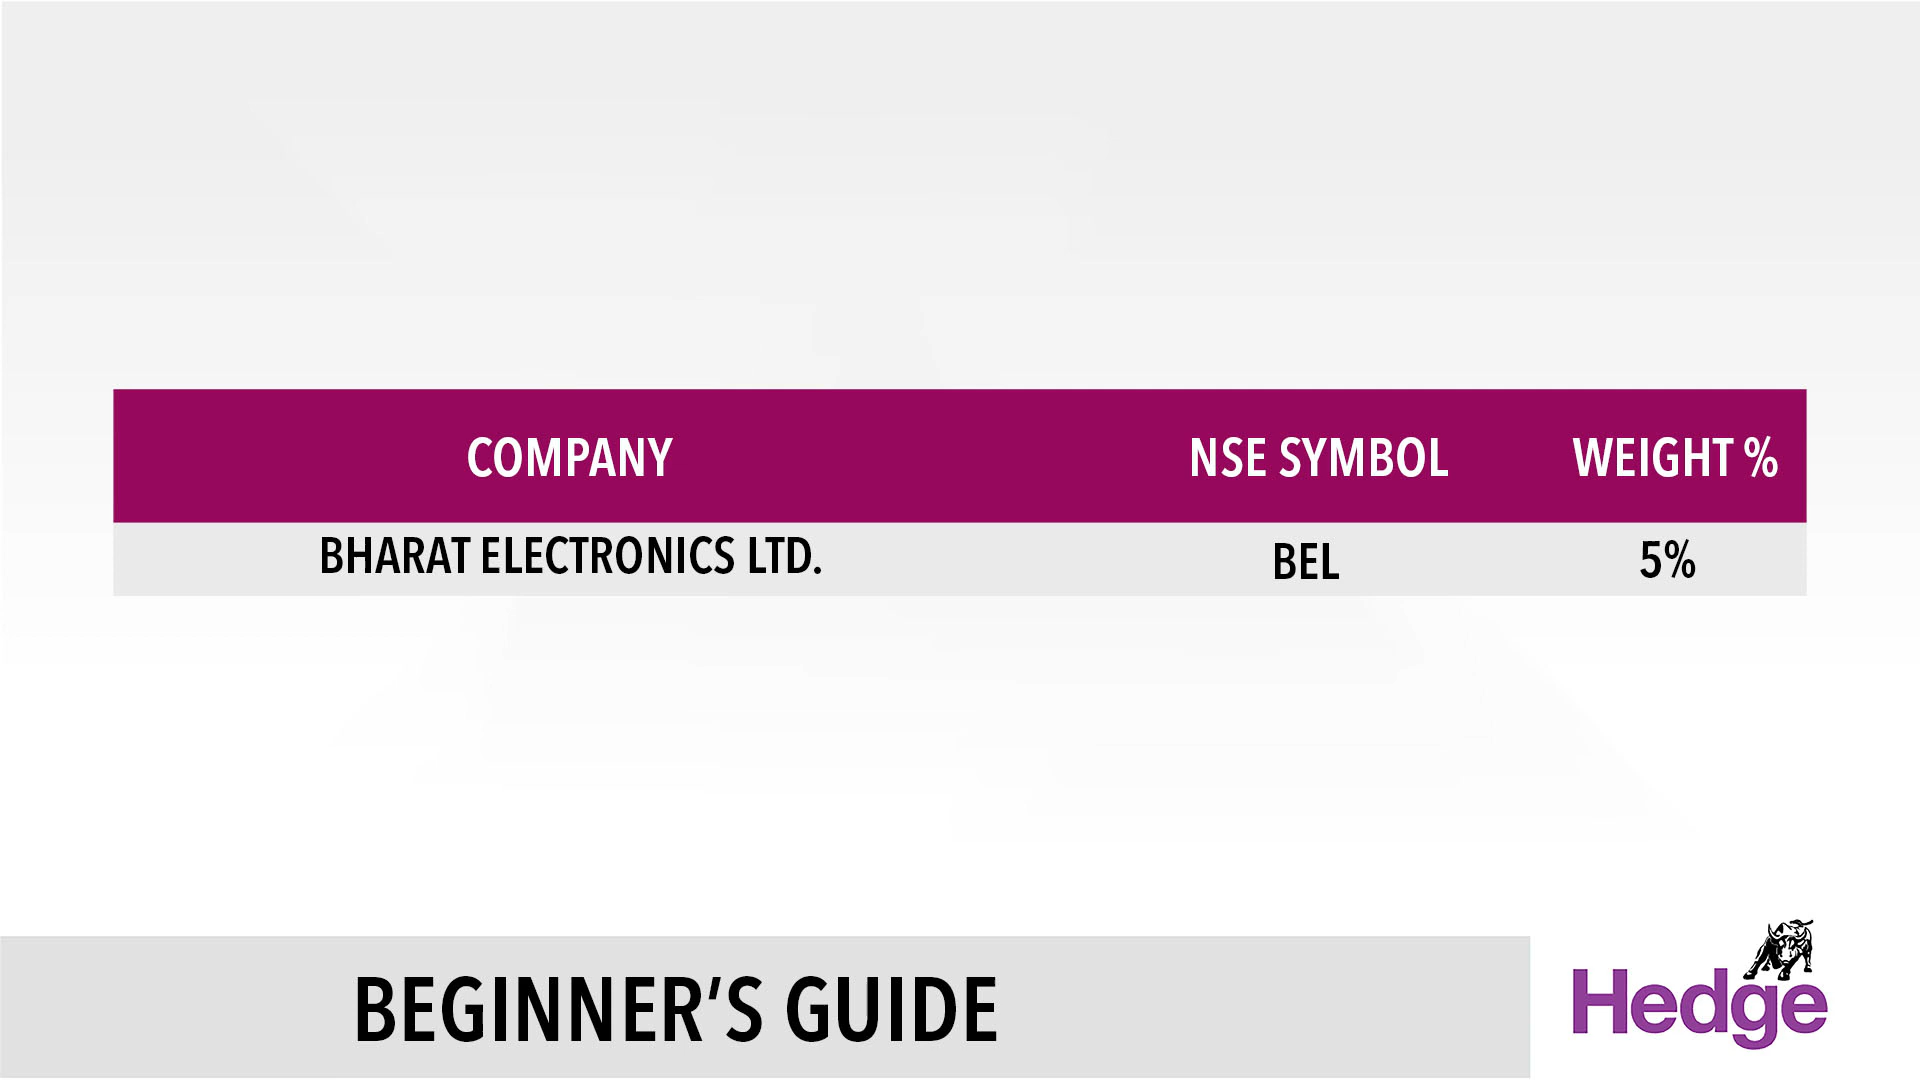 COMPANY NSE SYMBOL WEIGHT %
BHARAT ELECTRONICS LTD. BEL 5%
BEGINNER’S GUIDE
Hedge